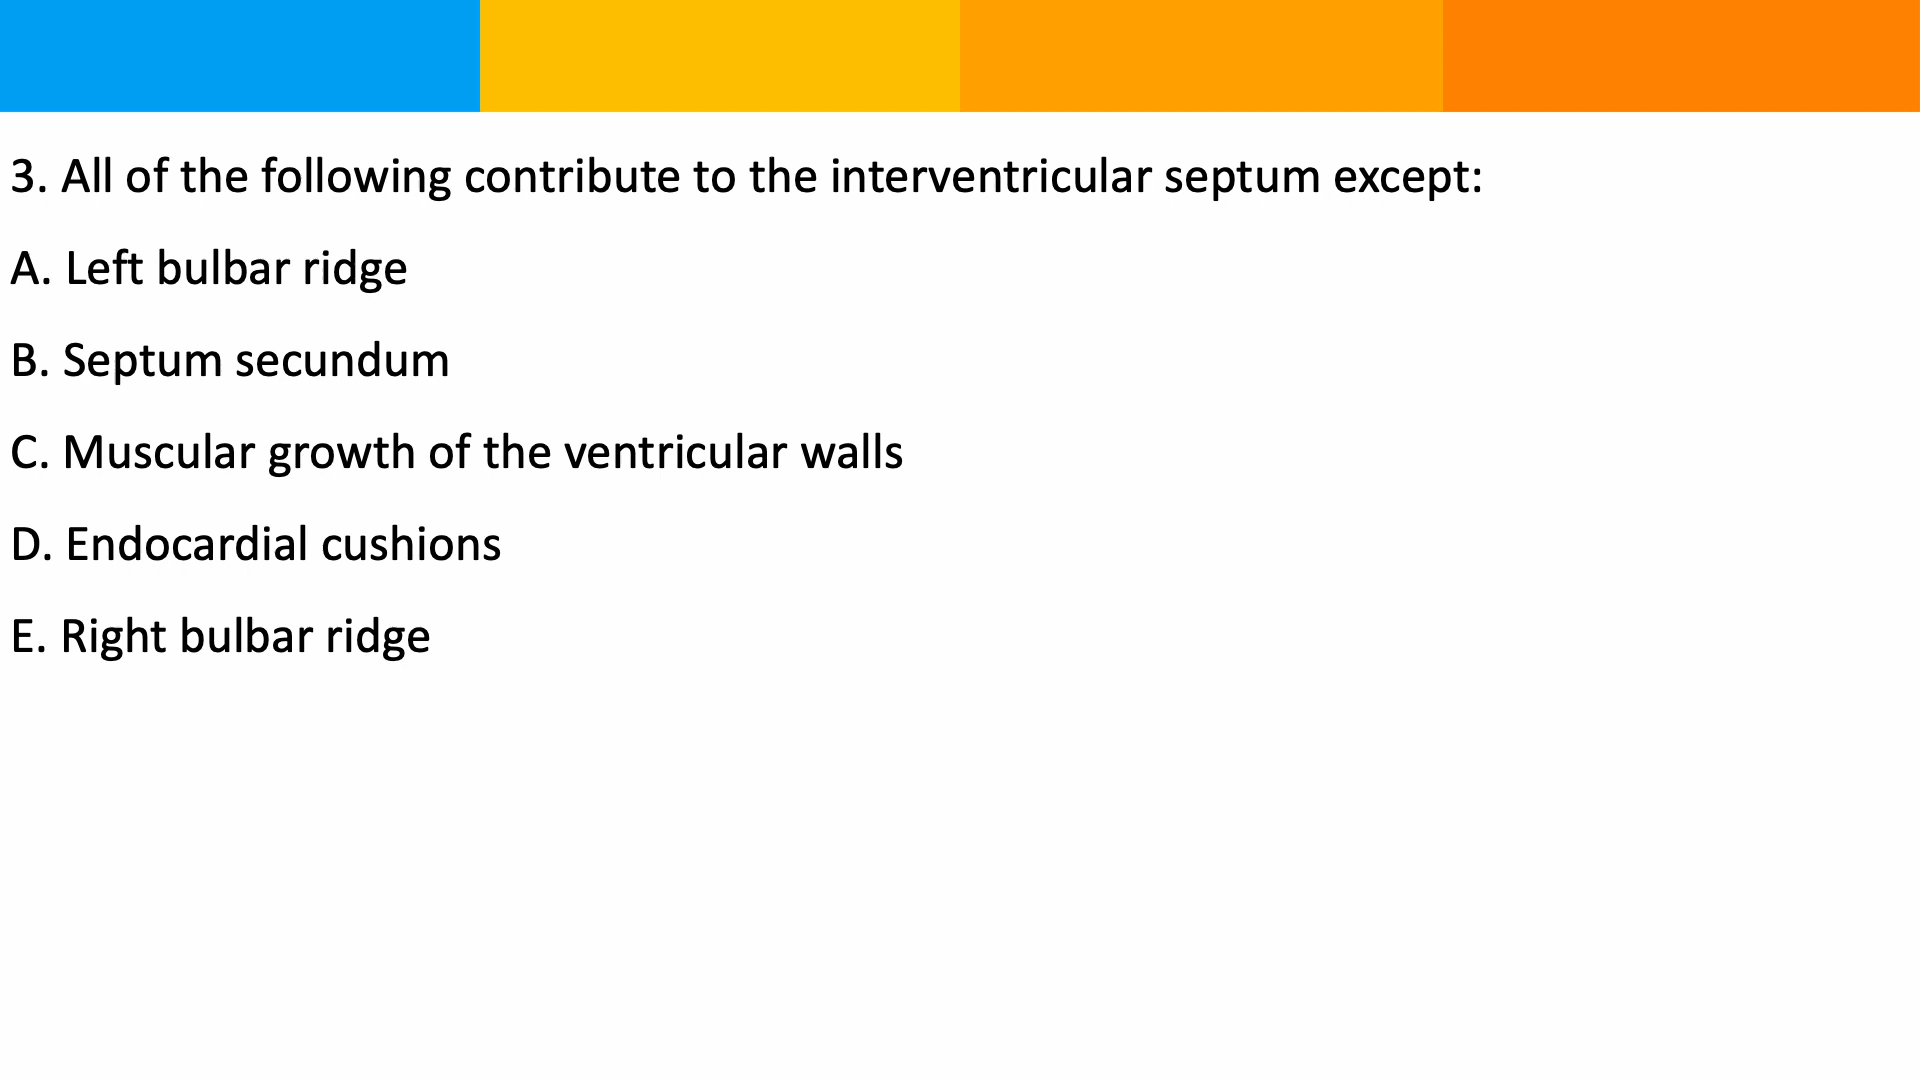 3. All of the following contribute to the interventricular septum except:
A. Left bulbar ridge
B. Septum secundum
C. Muscular growth of the ventricular walls
D. Endocardial cushions
E. Right bulbar ridge